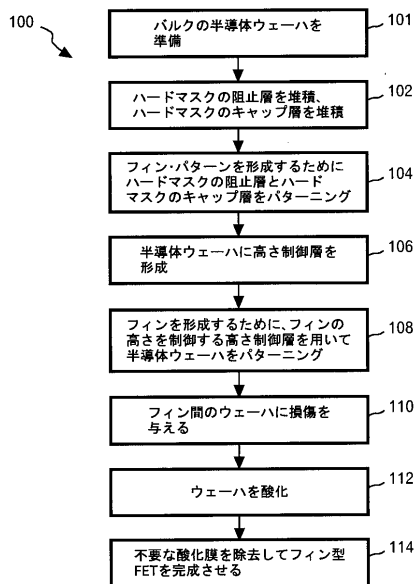 100
バルクの半導体ウェーハを
準備
101
ハードマスクの阻止層を堆積、
ハードマスクのキャップ層を堆積
102
フィン・パターンを形成するために
ハードマスクの阻止層とハード
マスクのキャップ層をパターニング
104
半導体ウェーハに高さ制御層を
形成
106
フィンを形成するために、フィンの
高さを制御する高さ制御層を用いて
半導体ウェーハをパターニング
108
フィン間のウェーハに損傷を
与える
110
ウェーハを酸化
112
不要な酸化膜を除去してフィン型
FETを完成させる
114